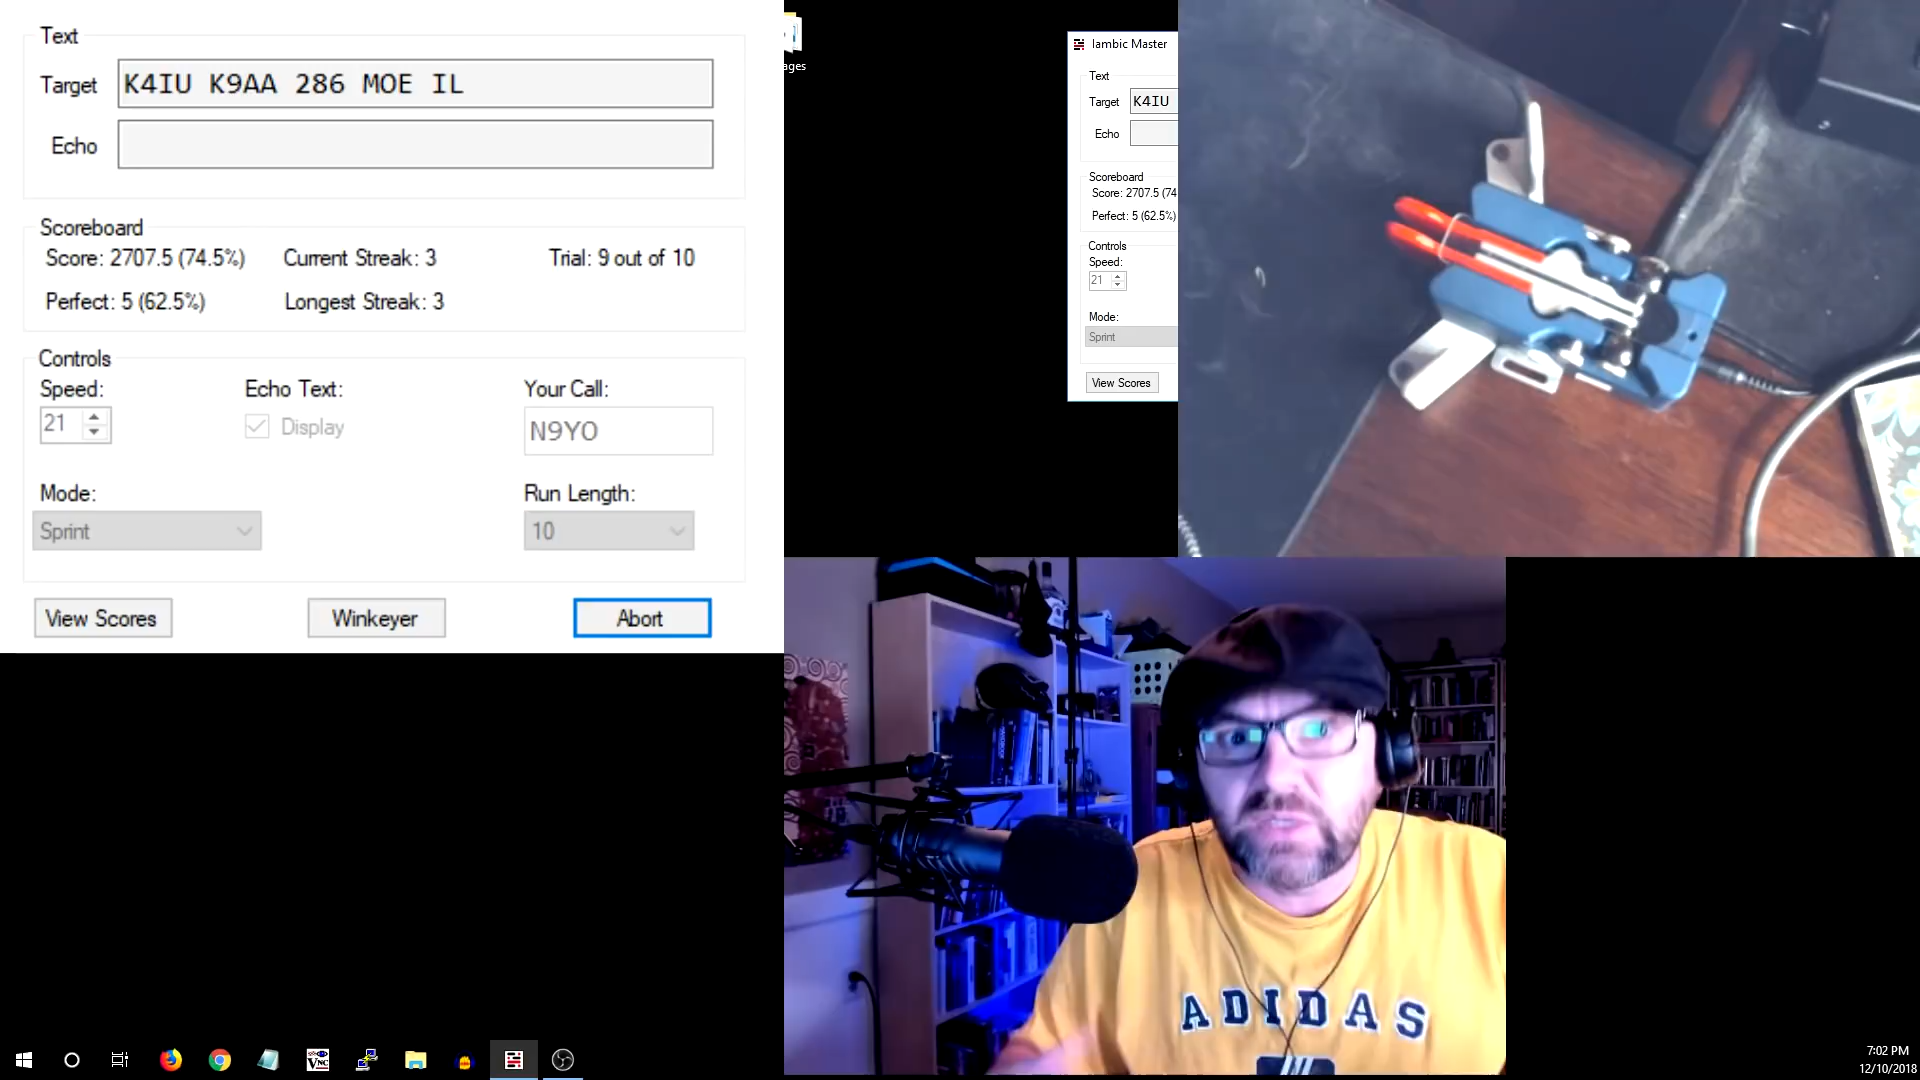 Text
Target K4IU K9AA 286 MOE IL
Echo
Scoreboard
Score: 2707.5 (74.5%) Current Streak: 3 Trial: 9 out of 10
Perfect: 5 (62.5%) Longest Streak: 3
Controls
Speed: Echo Text: Your Call:
21 Display N9YO
Mode: Run Length:
Sprint 10
View Scores Winkeyer Abort
ages
Iambic Master
Text
Target K4IU
Echo
Scoreboard
Score: 2707.5 (74
Perfect: 5 (62.5%)
Controls
Speed:
21
Mode:
Sprint
View Scores
ADIDAS
VNC
7:02 PM
12/10/2018